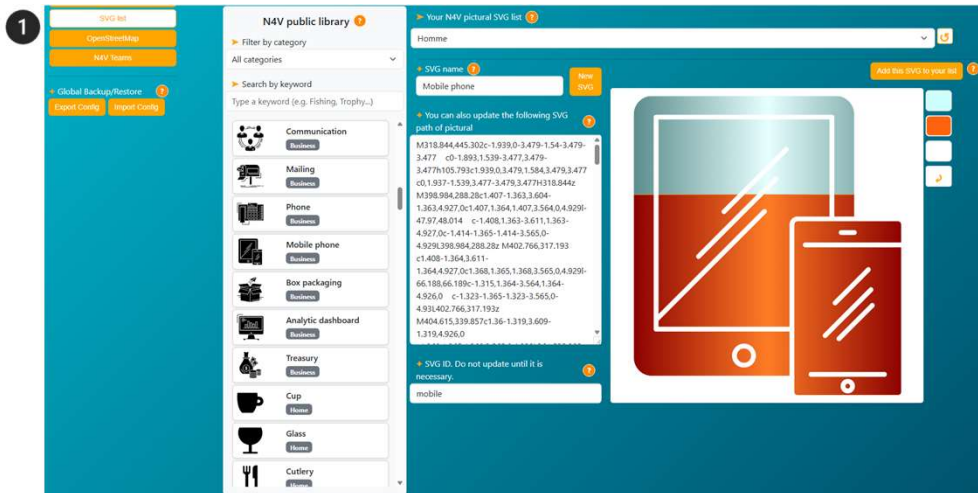 1
SVG list
OpenStreetMap
N4V Teams
+ Global Backup/Restore ?
Export Config Import Config
N4V public library ?
► Filter by category
All categories
► Search by keyword
Type a keyword (e.g. Fishing, Trophy...)
Communication
Business
Mailing
Business
Phone
Business
Mobile phone
Business
Box packaging
Business
Analytic dashboard
Business
Treasury
Business
Cup
Home
Glass
Home
Cutlery
Home
► Your N4V pictural SVG list ?
Homme
+ SVG name ?
Mobile phone
New
SVG
+ You can also update the following SVG
path of pictural ?
M318.844,445.302c-1.939,0-3.479-1.54-3.479-
3.477 c0-1.893,1.539-3.477,3.479-
3.477h105.793c1.939,0,3.479,1.584,3.479,3.477
c0,1.937-1.539,3.477-3.479,3.477H318.844z
M398.984,288.28c1.407-1.363,3.604-
1.363,4.927,0c1.407,1.364,1.407,3.564,0,4.929l-
47.97,48.014 c-1.408,1.363-3.611,1.363-
4.927,0c-1.414-1.365-1.414-3.565,0-
4.929L398.984,288.28z M402.766,317.193
c1.408-1.364,3.611-
1.364,4.927,0c1.368,1.365,1.368,3.565,0,4.929l-
66.188,66.189c-1.315,1.364-3.564,1.364-
4.926,0 c-1.323-1.365-1.323-3.565,0-
4.93L402.766,317.193z
M404.615,339.857c1.36-1.319,3.609-
1.319,4.926,0
+ SVG ID. Do not update until it is
necessary. ?
mobile
Add this SVG to your list ?